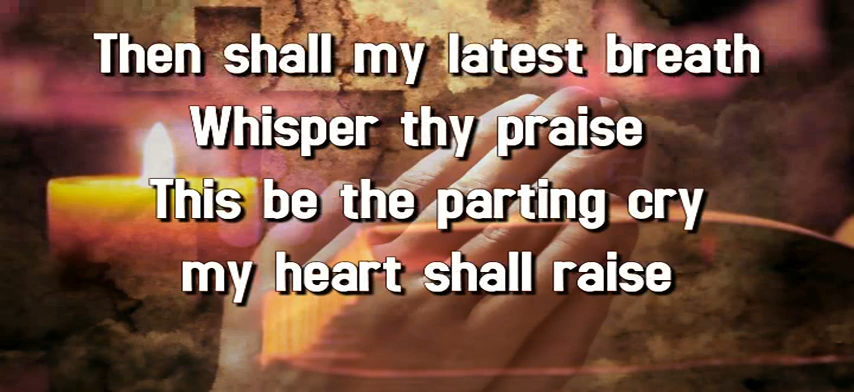 Then shall my latest breath
Whisper thy praise
This be the parting cry
my heart shall raise